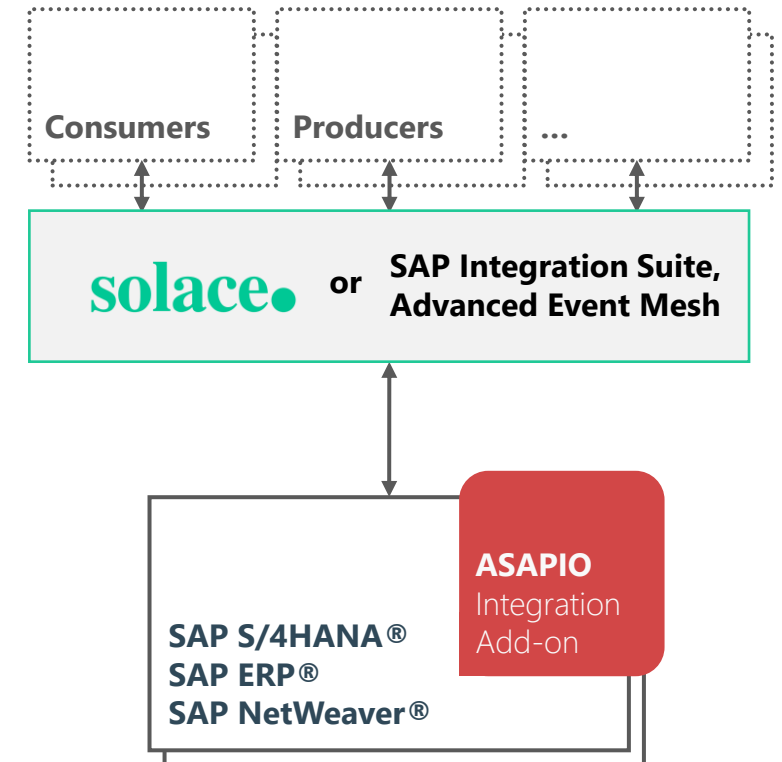 Consumers
Producers
...
solace.
or
SAP Integration Suite,
Advanced Event Mesh
ASAPIO
Integration
Add-on
SAP S/4HANA®
SAP ERP®
SAP NetWeaver®